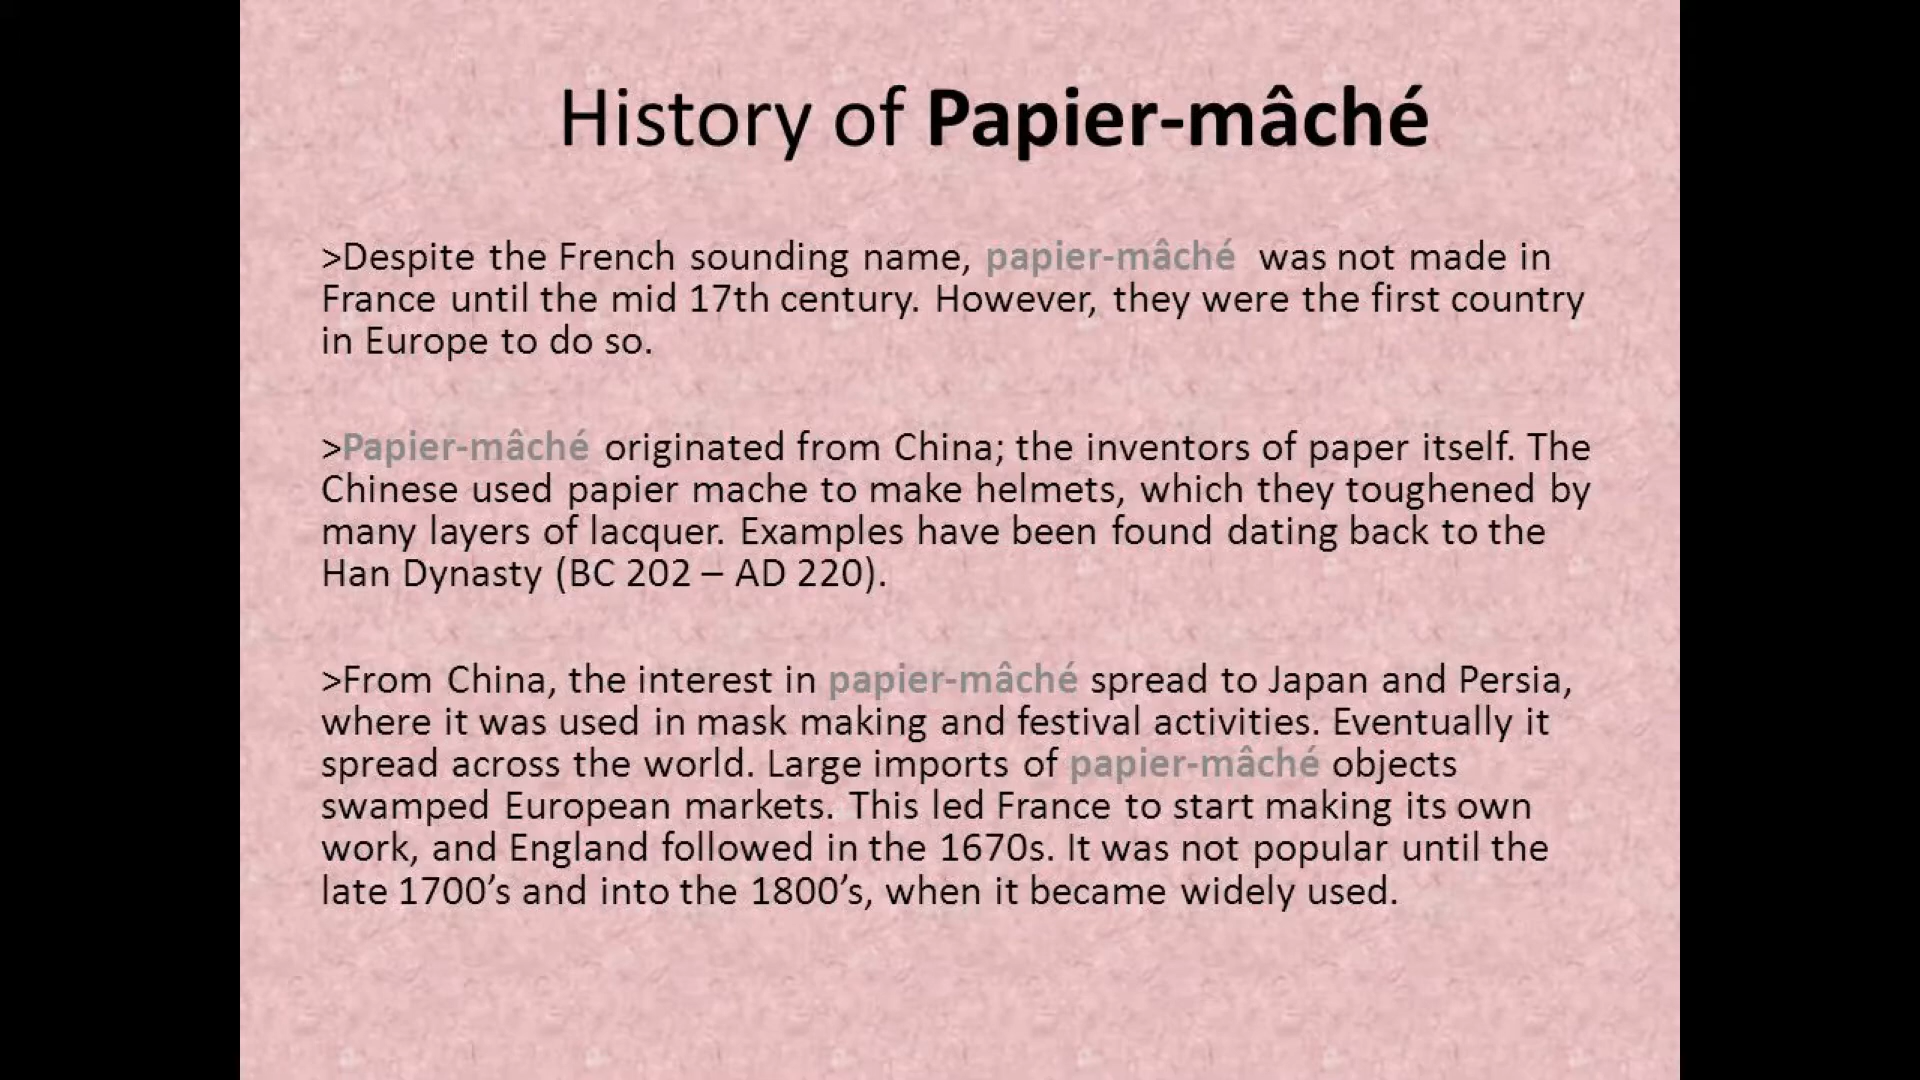 History of Papier-mâché
>Despite the French sounding name, papier-mâché was not made in
France until the mid 17th century. However, they were the first country
in Europe to do so.
>Papier-mâché originated from China; the inventors of paper itself. The
Chinese used papier mache to make helmets, which they toughened by
many layers of lacquer. Examples have been found dating back to the
Han Dynasty (BC 202 – AD 220).
>From China, the interest in papier-mâché spread to Japan and Persia,
where it was used in mask making and festival activities. Eventually it
spread across the world. Large imports of papier-mâché objects
swamped European markets. This led France to start making its own
work, and England followed in the 1670s. It was not popular until the
late 1700’s and into the 1800’s, when it became widely used.